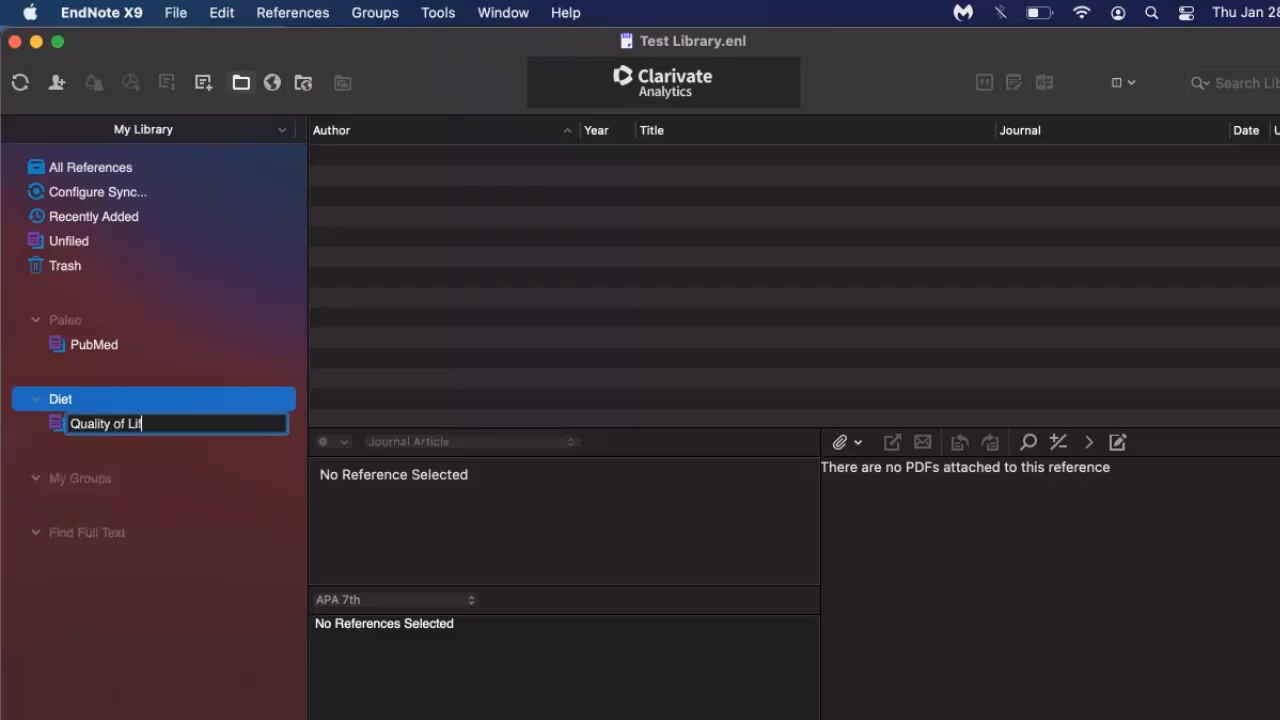 EndNote X9 File Edit References Groups Tools Window Help Thu Jan 28
Test Library.enl
Clarivate
Analytics
Search Lib
My Library
Author Year Title Journal Date U
All References
Configure Sync...
Recently Added
Unfiled
Trash
Paleo
PubMed
Diet
Quality of Lif
Journal Article
No Reference Selected
There are no PDFs attached to this reference
My Groups
Find Full Text
APA 7th
No References Selected